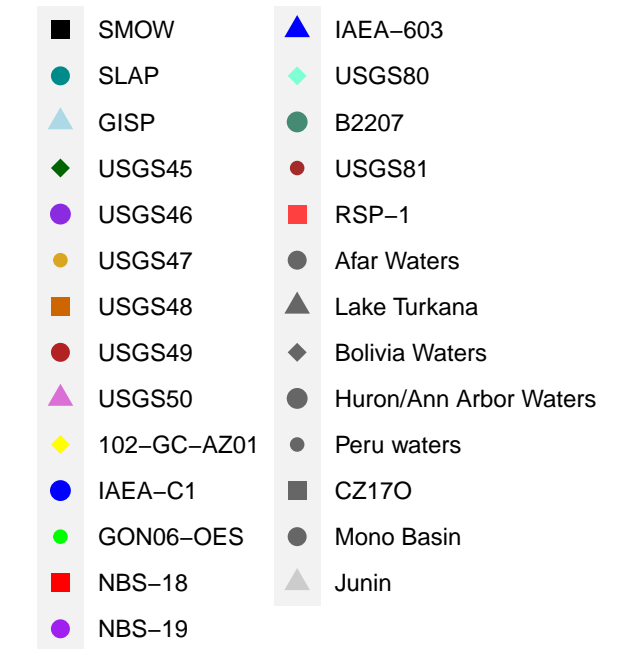 SMOW
SLAP
GISP
USGS45
USGS46
USGS47
USGS48
USGS49
USGS50
102−GC−AZ01
IAEA−C1
GON06−OES
NBS−18
NBS−19
IAEA−603
USGS80
B2207
USGS81
RSP−1
Afar Waters
Lake Turkana
Bolivia Waters
Huron/Ann Arbor Waters
Peru waters
CZ17O
Mono Basin
Junin